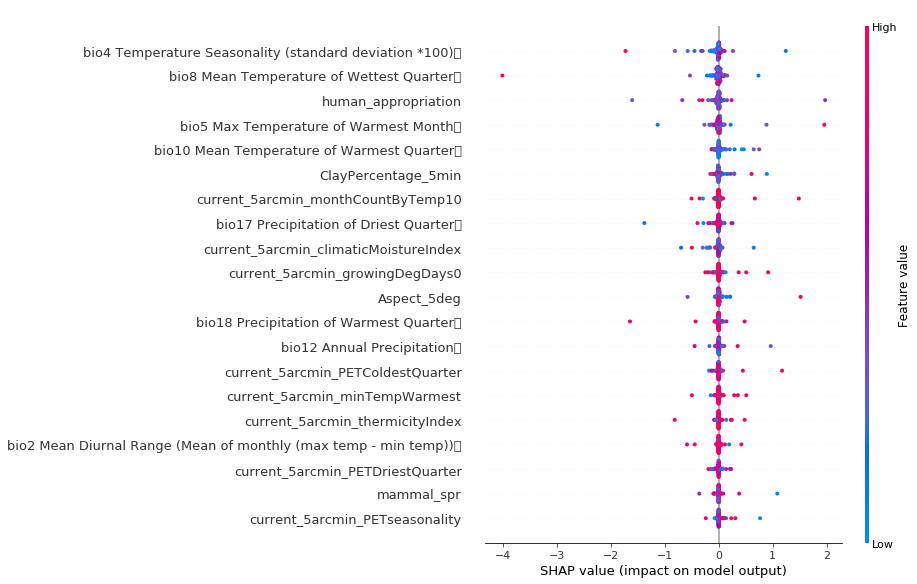 High
bio4 Temperature Seasonality (standard deviation *100)
bio8 Mean Temperature of Wettest Quarter
human_appropriation
bio5 Max Temperature of Warmest Month
bio10 Mean Temperature of Warmest Quarter
ClayPercentage_5min
current_5arcmin_monthCountByTemp10
bio17 Precipitation of Driest Quarter
current_5arcmin_climaticMoistureIndex
current_5arcmin_growingDegDays0
Aspect_5deg
bio18 Precipitation of Warmest Quarter
bio12 Annual Precipitation
current_5arcmin_PETColdestQuarter
current_5arcmin_minTempWarmest
current_5arcmin_thermicityIndex
bio2 Mean Diurnal Range (Mean of monthly (max temp - min temp))
current_5arcmin_PETDriestQuarter
mammal_spr
current_5arcmin_PETseasonality
Feature value
Low
−4 −3 −2 −1 0 1 2
SHAP value (impact on model output)